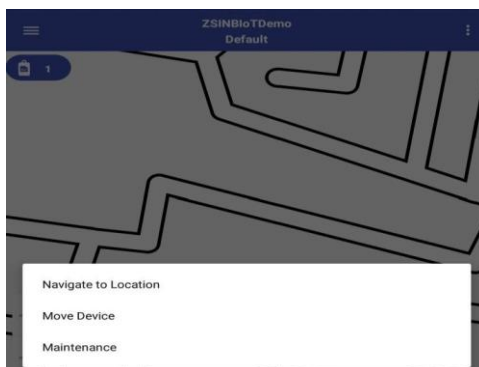 ZSINBIoTDemo
Default
1
Navigate to Location
Move Device
Maintenance